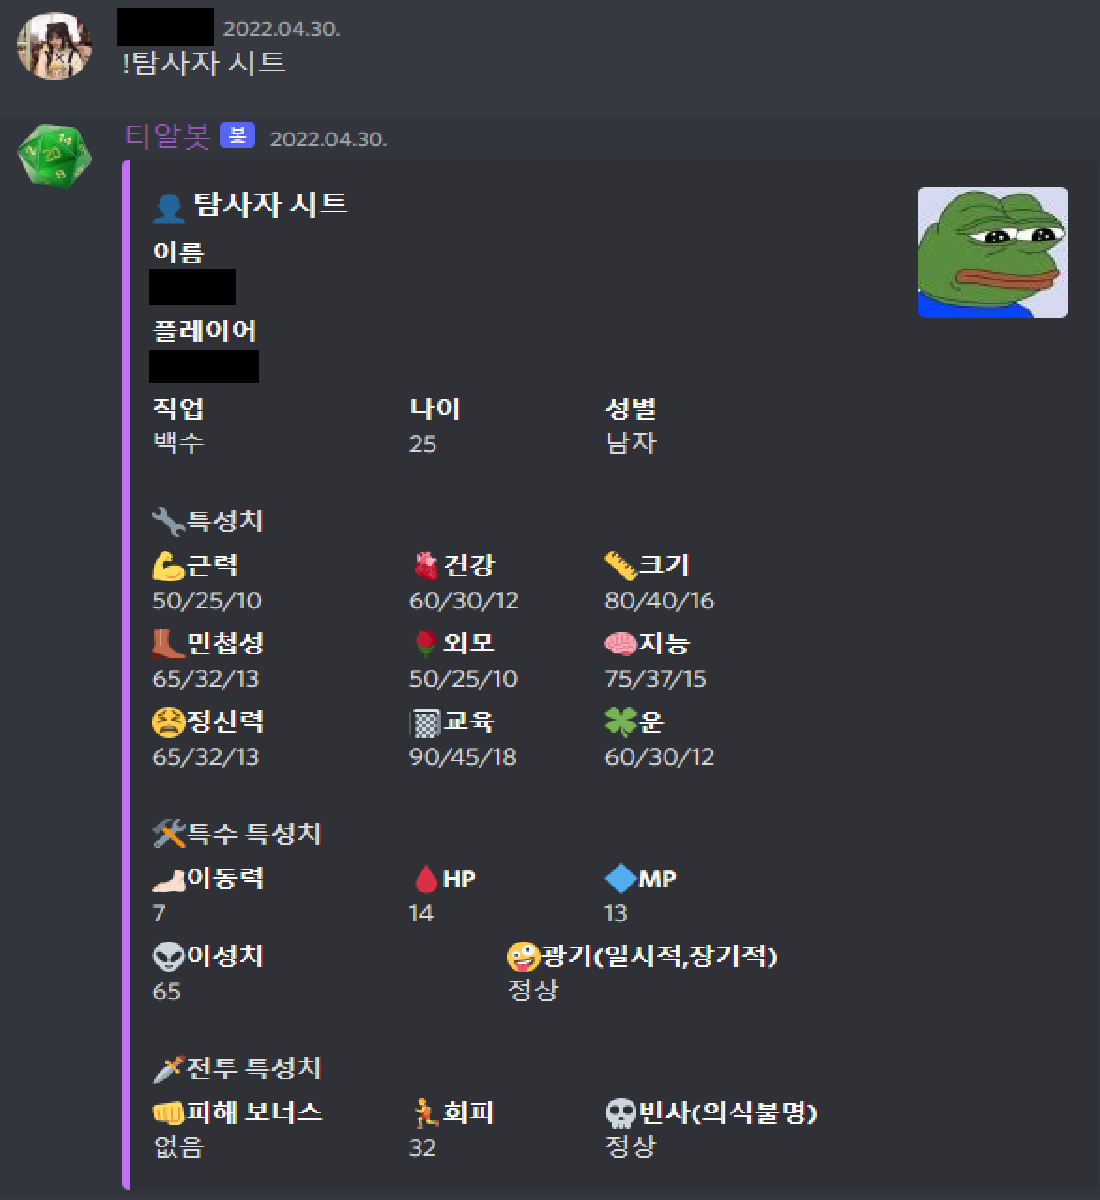 2022.04.30.
!탐사자 시트
티알봇 봇 2022.04.30.
탐사자 시트
이름
플레이어
직업 나이 성별
백수 25 남자
특성치
근력 건강 크기
50/25/10 60/30/12 80/40/16
민첩성 외모 지능
65/32/13 50/25/10 75/37/15
정신력 교육 운
65/32/13 90/45/18 60/30/12
특수 특성치
이동력 HP MP
7 14 13
이성치 광기(일시적,장기적)
65 정상
전투 특성치
피해 보너스 회피 빈사(의식불명)
없음 32 정상